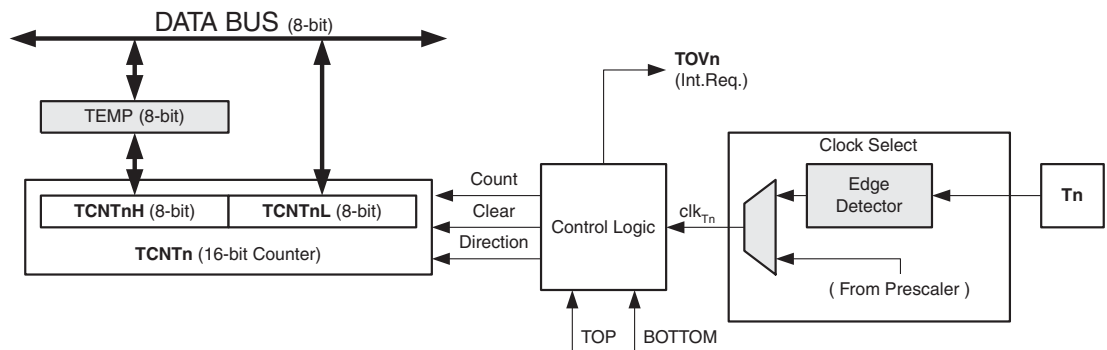 DATA BUS (8-bit)
TOVn
(Int.Req.)
TEMP (8-bit)
Clock Select
Count
Edge
Detector
Tn
TCNTnH (8-bit) TCNTnL (8-bit)
Clear
Control Logic
clkTn
Direction
TCNTn (16-bit Counter)
( From Prescaler )
TOP
BOTTOM